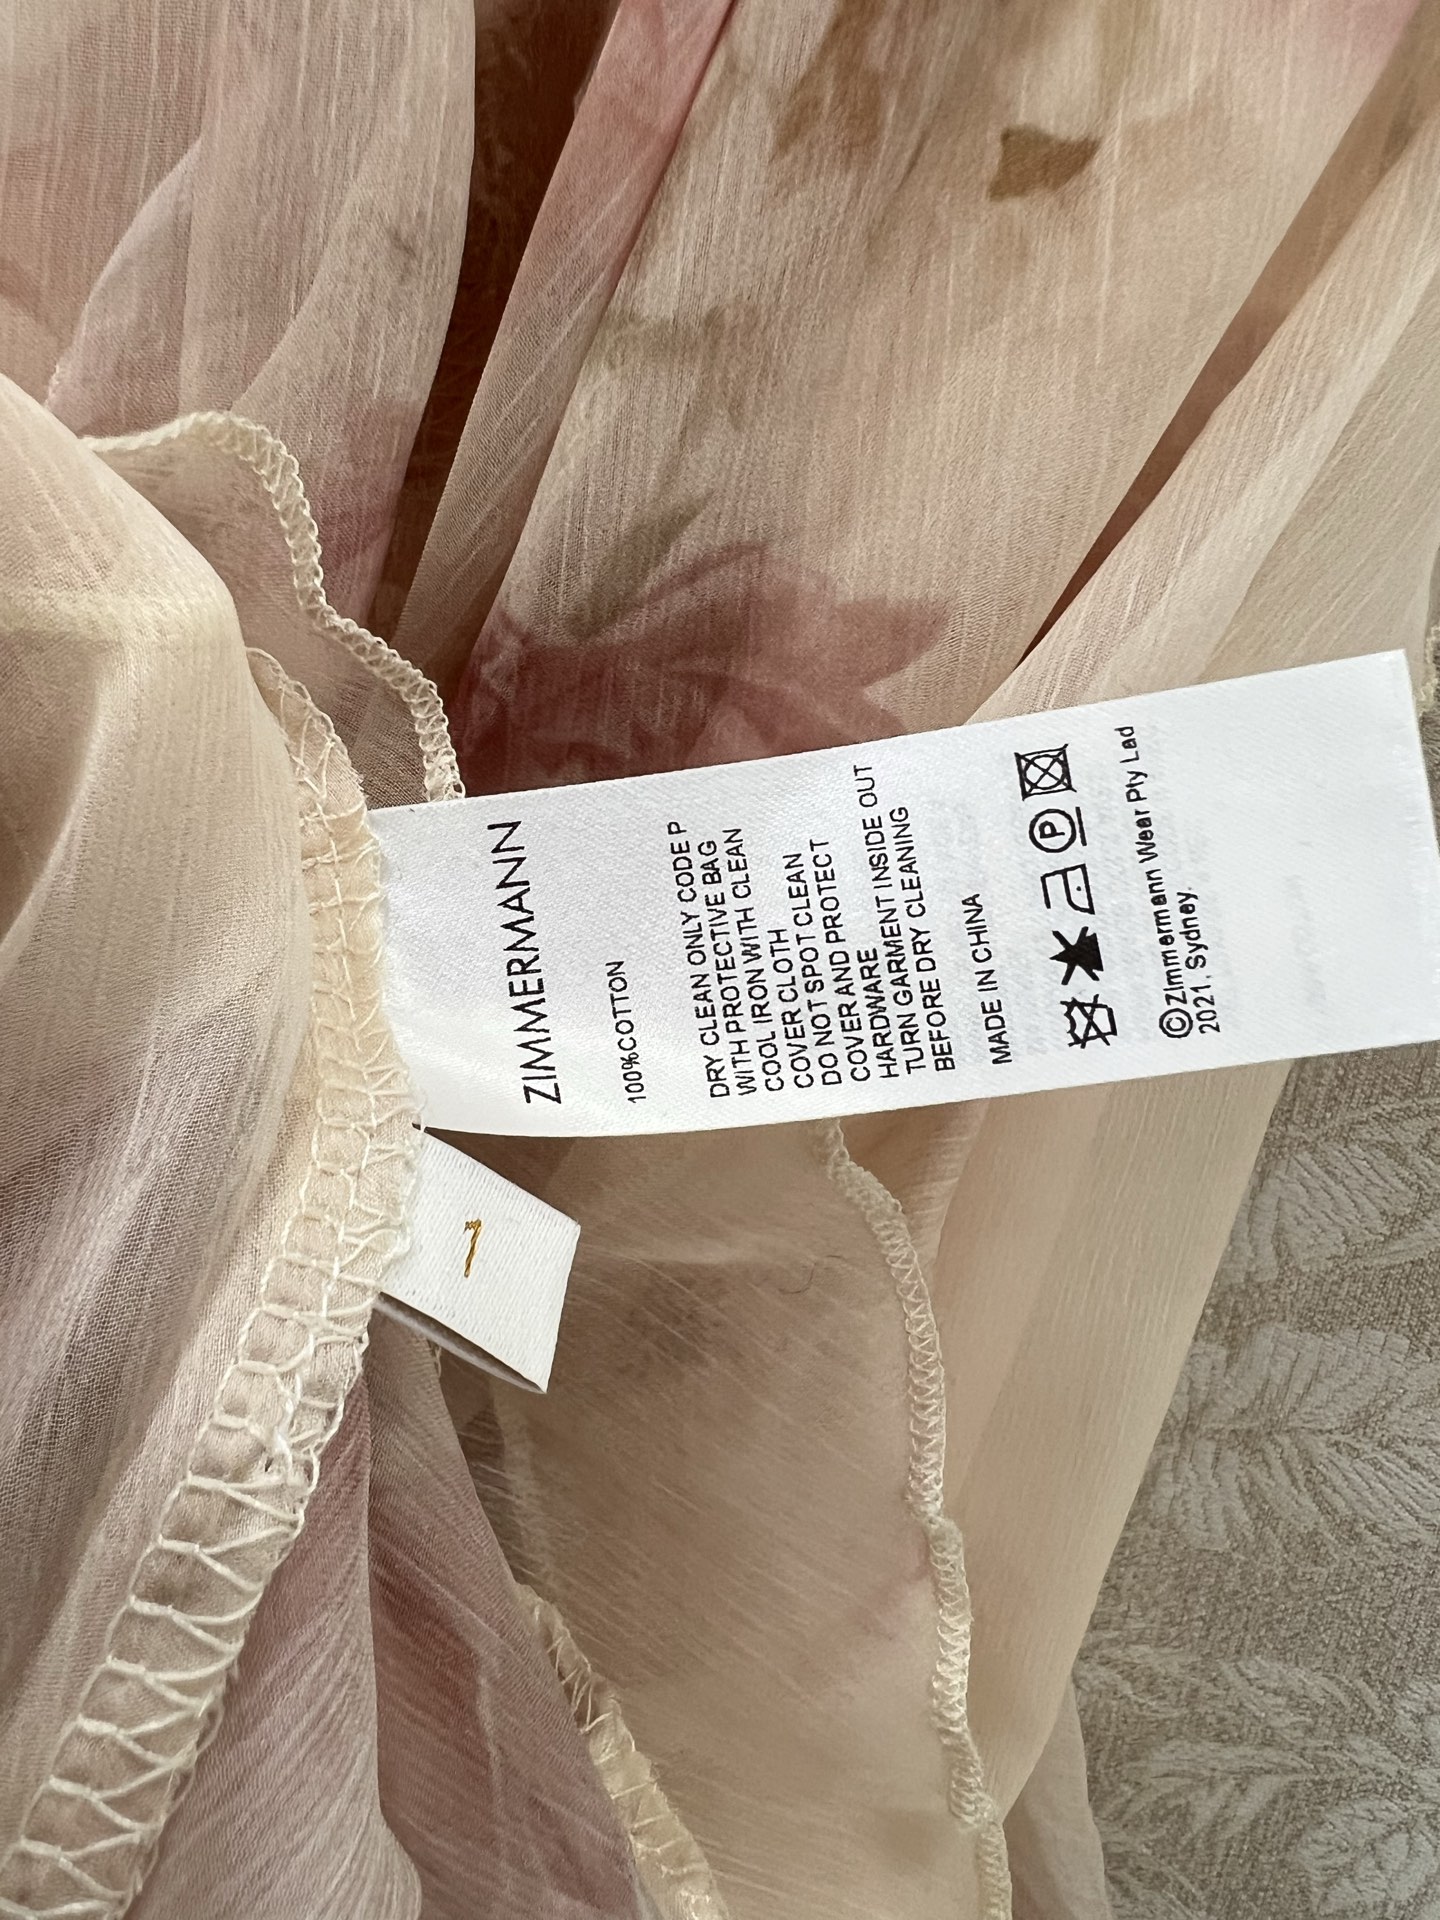 ZIMMERMANN
100%COTTON
DRY CLEAN ONLY CODE P
WITH PROTECTIVE BAG
COOL IRON WITH CLEAN
COVER CLOTH
DO NOT SPOT CLEAN
COVER AND PROTECT
HARDWARE
TURN GARMENT INSIDE OUT
BEFORE DRY CLEANING
MADE IN CHINA
P
©Zimmermann Wear Pty Lad
2021, Sydney.
1